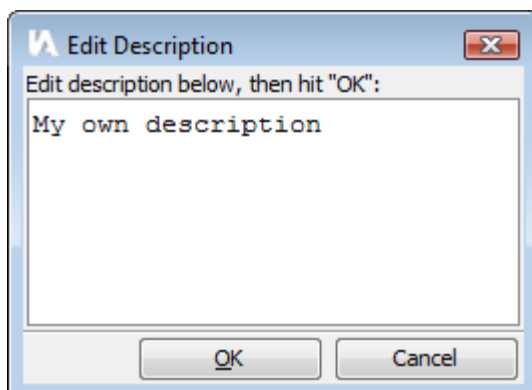 Edit Description
Edit description below, then hit "OK":
My own description
OK
Cancel